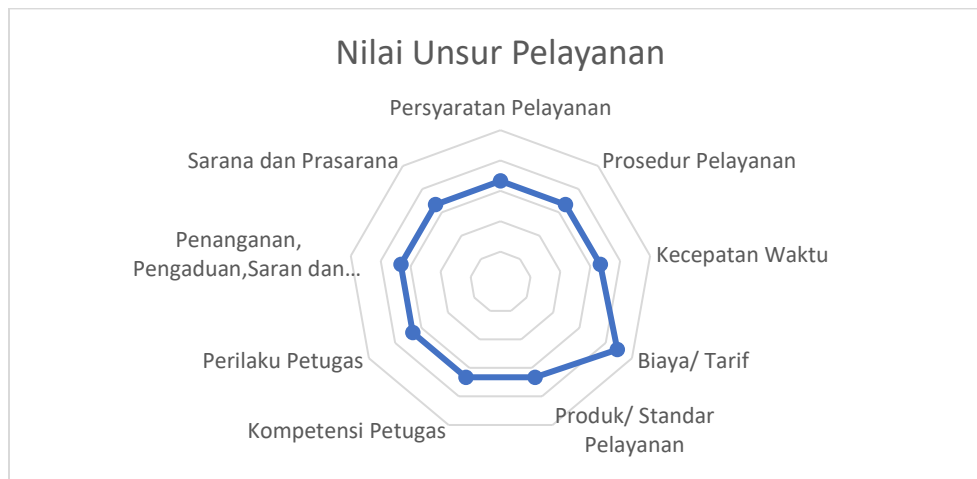 Nilai Unsur Pelayanan
Persyaratan Pelayanan
Prosedur Pelayanan
Kecepatan Waktu
Biaya/ Tarif
Produk/ Standar
Pelayanan
Kompetensi Petugas
Perilaku Petugas
Penanganan,
Pengaduan,Saran dan...
Sarana dan Prasarana